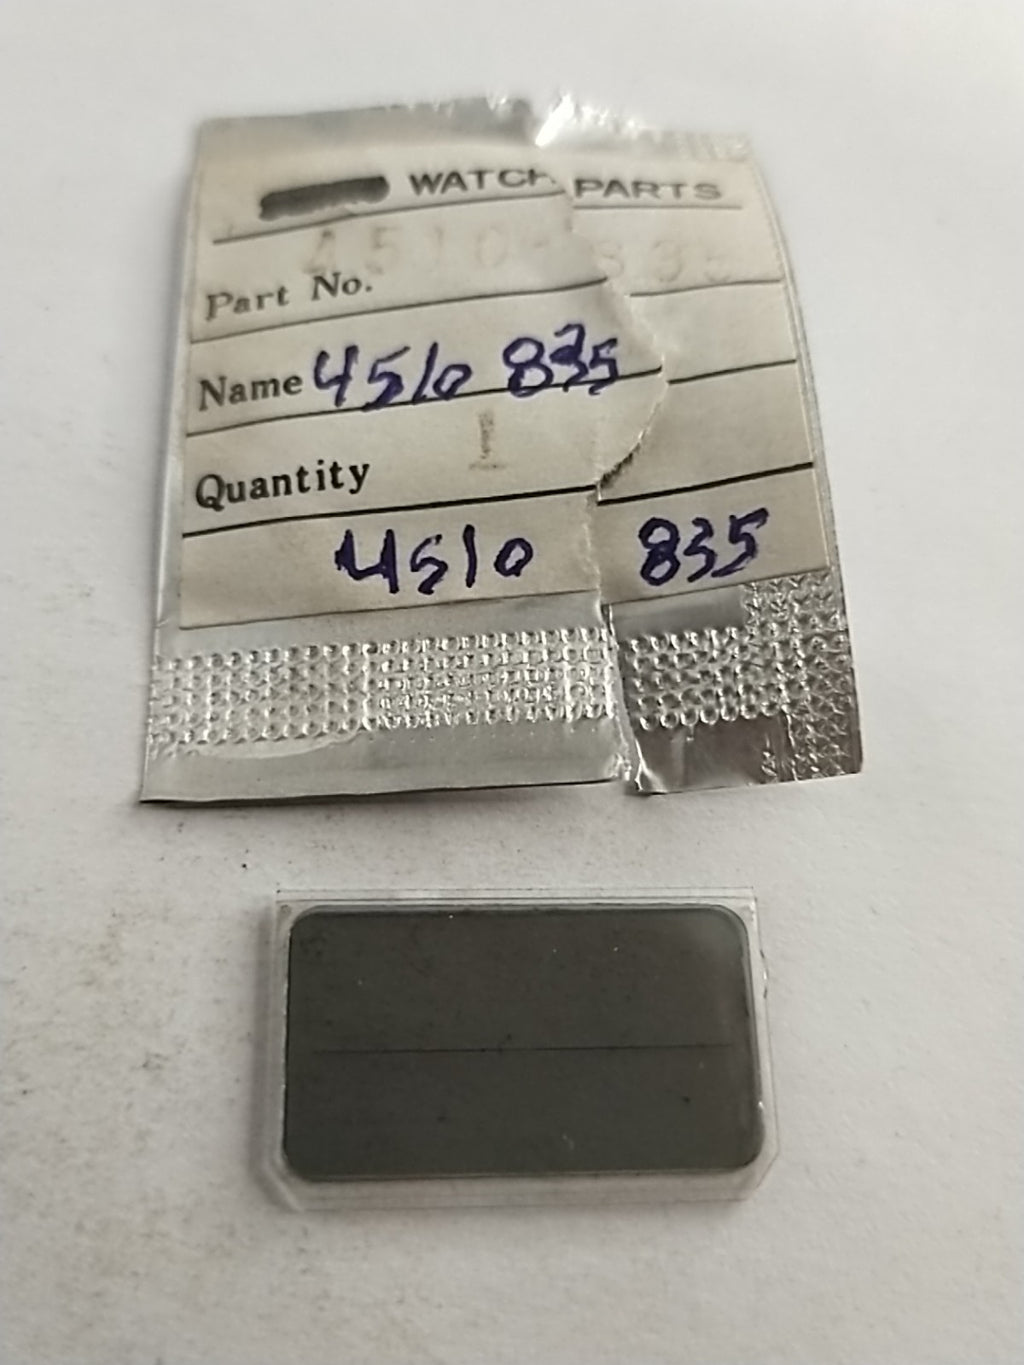 WATCH PARTS
4510-835
Part No.
Name 4510 835
Quantity 1
4510 835